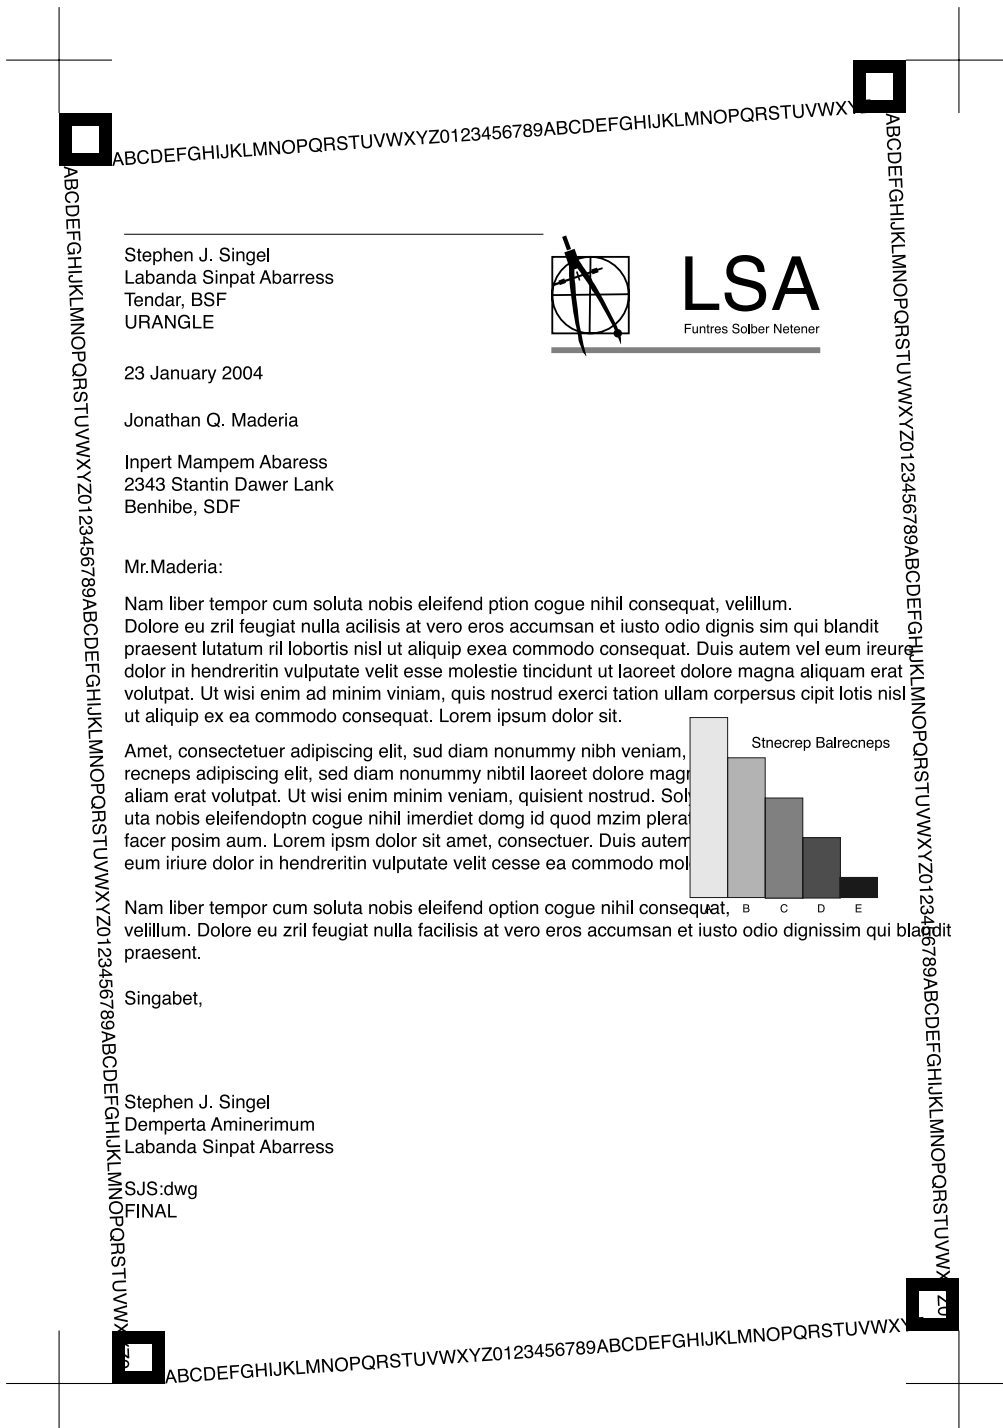 ABCDEFGHIJKLMNOPQRSTUVWXYZ0123456789ABCDEFGHIJKLMNOPQRSTUVWX
ABCDEFGHIJKLMNOPQRSTUVWXYZ0123456789ABCDEFGHIJKLMNOPQRSTUVWXYZ0123456789ABCDEFGHIJKLMNOPQRSTUVWX
Stephen J. Singel
Labanda Sinpat Abarress
Tendar, BSF
URANGLE
LSA
Funtres Solber Netener
23 January 2004
Jonathan Q. Maderia
Inpert Mampem Abaress
2343 Stantin Dawer Lank
Benhibe, SDF
Mr.Maderia:
Nam liber tempor cum soluta nobis eleifend ption cogue nihil consequat, velillum.
Dolore eu zril feugiat nulla acilisis at vero eros accumsan et iusto odio dignis sim qui blandit
praesent lutatum ril lobortis nisl ut aliquip exea commodo consequat. Duis autem vel eum ireure
dolor in hendreritin vulputate velit esse molestie tincidunt ut laoreet dolore magna aliquam erat
volutpat. Ut wisi enim ad minim viniam, quis nostrud exerci tation ullam corpersus cipit lotis nisl
ut aliquip ex ea commodo consequat. Lorem ipsum dolor sit.
Amet, consectetuer adipiscing elit, sud diam nonummy nibh veniam,
recneps adipiscing elit, sed diam nonummy nibtil laoreet dolore
aliam erat volutpat. Ut wisi enim minim veniam, quisient nostrud.
uta nobis eleifendoptn cogue nihil imerdiet domg id quod mzim
facer posim aum. Lorem ipsm dolor sit amet, consectuer. Duis autem
eum iriure dolor in hendreritin vulputate velit cesse ea commodo
Stnecrep Balrecneps
A B C D E
Nam liber tempor cum soluta nobis eleifend option cogue nihil consequat,
velillum. Dolore eu zril feugiat nulla facilisis at vero eros accumsan et iusto odio dignissim qui blandit
praesent.
Singabet,
Stephen J. Singel
Demperta Aminerimum
Labanda Sinpat Abarress
SJS:dwg
FINAL
ABCDEFGHIJKLMNOPQRSTUVWXYZ0123456789ABCDEFGHIJKLMNOPQRSTUVWXYZ0123456789ABCDEFGHIJKLMNOPQRSTUVWX
ABCDEFGHIJKLMNOPQRSTUVWXYZ0123456789ABCDEFGHIJKLMNOPQRSTUVWXY